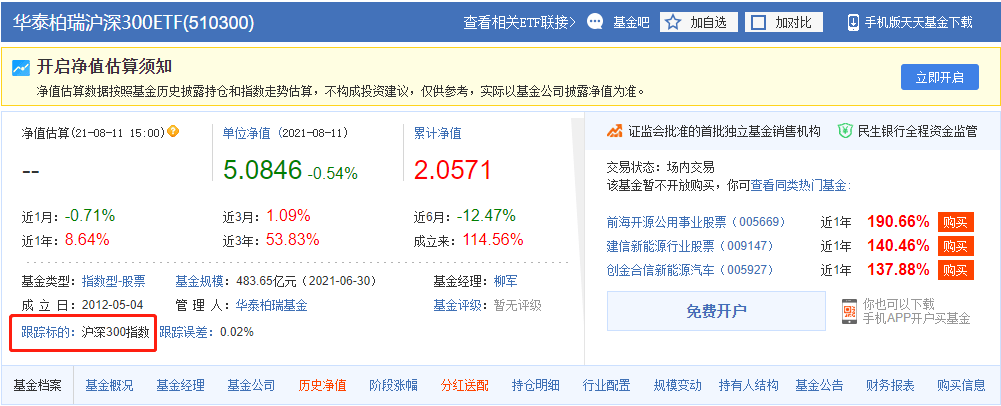 华泰柏瑞沪深300ETF(510300) 查看相关ETF联接> 基金吧 加自选 加对比 手机版天天基金下载
开启净值估算须知
净值估算数据按照基金历史披露持仓和指数走势估算，不构成投资建议，仅供参考，实际以基金公司披露净值为准。
立即开启
净值估算(21-08-11 15:00) 单位净值 (2021-08-11) 累计净值
-- 5.0846 -0.54% 2.0571
近1月：-0.71% 近3月：1.09% 近6月：-12.47%
近1年：8.64% 近3年：53.83% 成立来：114.56%
基金类型：指数型-股票 基金规模：483.65亿元（2021-06-30） 基金经理：柳军
成 立 日：2012-05-04 管 理 人：华泰柏瑞基金 基金评级：暂无评级
跟踪标的：沪深300指数 跟踪误差：0.02%
证监会批准的首批独立基金销售机构 民生银行全程资金监管
交易状态：场内交易
该基金暂不开放购买，你可查看同类热门基金：
前海开源公用事业股票（005669） 近1年 190.66% 购买
建信新能源行业股票（009147） 近1年 140.46% 购买
创金合信新能源汽车（005927） 近1年 137.88% 购买
免费开户
你也可以下载
手机APP开户买基金
基金档案 基金概况 基金经理 基金公司 历史净值 阶段涨幅 分红送配 持仓明细 行业配置 规模变动 持有人结构 基金公告 财务报表 购买信息